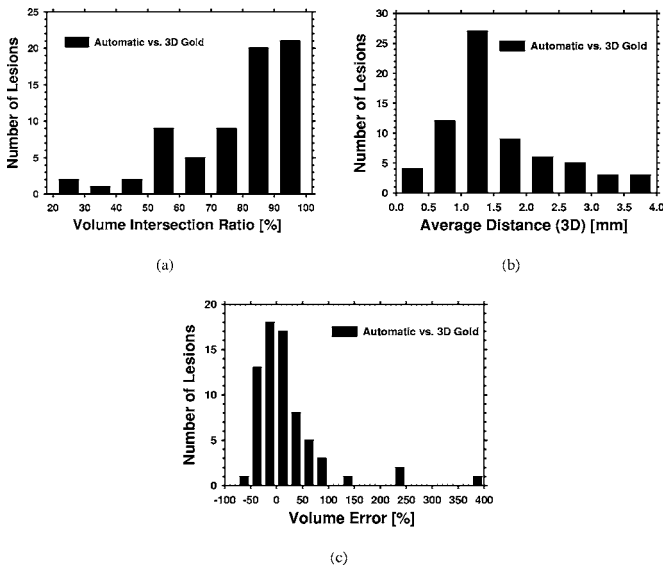 25
20
15
10
5
0
Number of Lesions
Automatic vs. 3D Gold
20 30 40 50 60 70 80 90 100
Volume Intersection Ratio [%]
(a)
30
25
20
15
10
5
0
Number of Lesions
Automatic vs. 3D Gold
0.0 0.5 1.0 1.5 2.0 2.5 3.0 3.5 4.0
Average Distance (3D) [mm]
(b)
20
15
10
5
0
Number of Lesions
Automatic vs. 3D Gold
-100 -50 0 50 100 150 200 250 300 350 400
Volume Error [%]
(c)